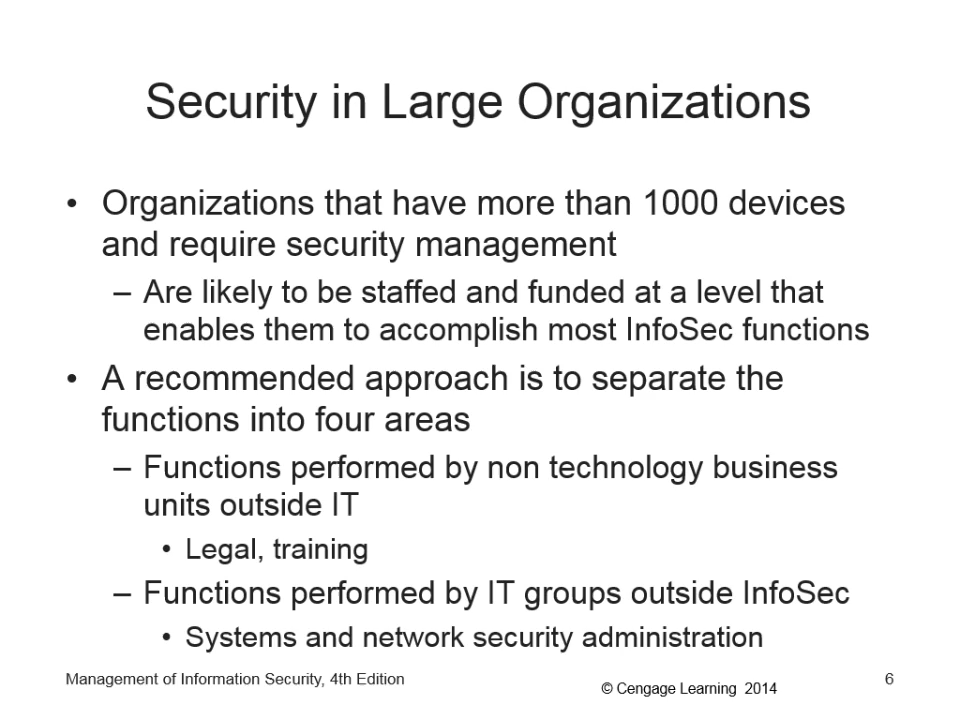 Security in Large Organizations
• Organizations that have more than 1000 devices
and require security management
– Are likely to be staffed and funded at a level that
enables them to accomplish most InfoSec functions
• A recommended approach is to separate the
functions into four areas
– Functions performed by non technology business
units outside IT
• Legal, training
– Functions performed by IT groups outside InfoSec
• Systems and network security administration
Management of Information Security, 4th Edition
© Cengage Learning 2014
6